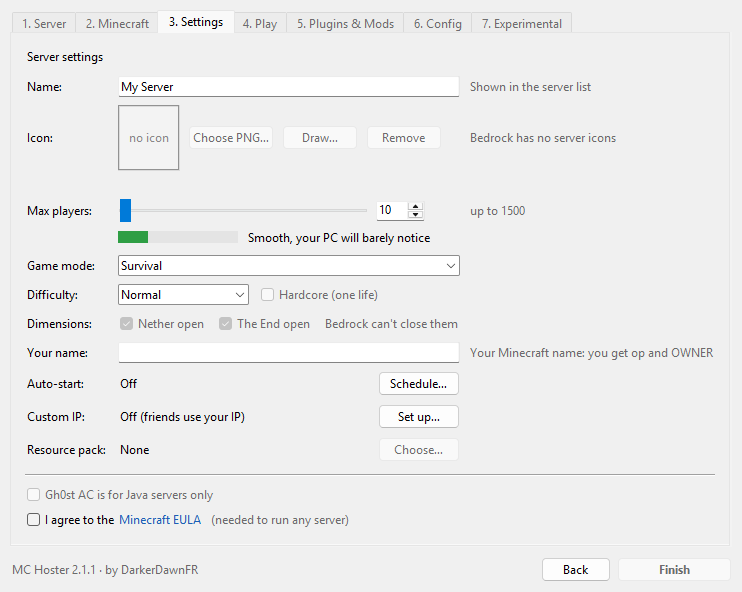 1. Server 2. Minecraft 3. Settings 4. Play 5. Plugins & Mods 6. Config 7. Experimental
Server settings
Name: My Server Shown in the server list
Icon: no icon Choose PNG... Draw... Remove Bedrock has no server icons
Max players: 10 up to 1500
Smooth, your PC will barely notice
Game mode: Survival
Difficulty: Normal Hardcore (one life)
Dimensions: Nether open The End open Bedrock can't close them
Your name: Your Minecraft name: you get op and OWNER
Auto-start: Off Schedule...
Custom IP: Off (friends use your IP) Set up...
Resource pack: None Choose...
Gh0st AC is for Java servers only
I agree to the Minecraft EULA (needed to run any server)
MC Hoster 2.1.1 · by DarkerDawnFR Back Finish